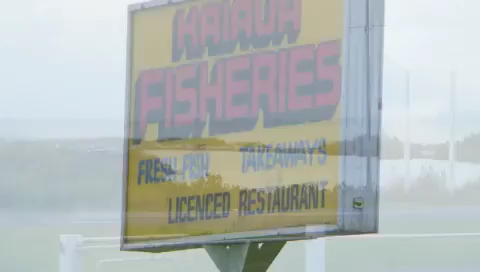 KAIAUA
FISHERIES
FRESH FISH TAKEAWAYS
LICENCED RESTAURANT